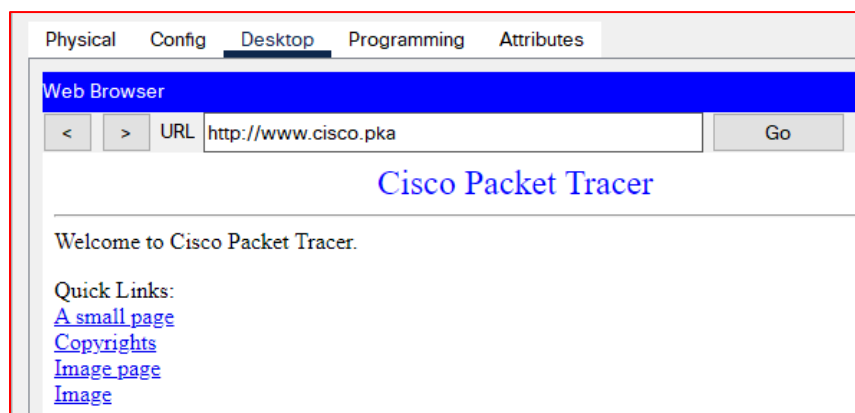 Physical Config Desktop Programming Attributes
Web Browser
< > URL http://www.cisco.pka Go
Cisco Packet Tracer
Welcome to Cisco Packet Tracer.
Quick Links:
A small page
Copyrights
Image page
Image